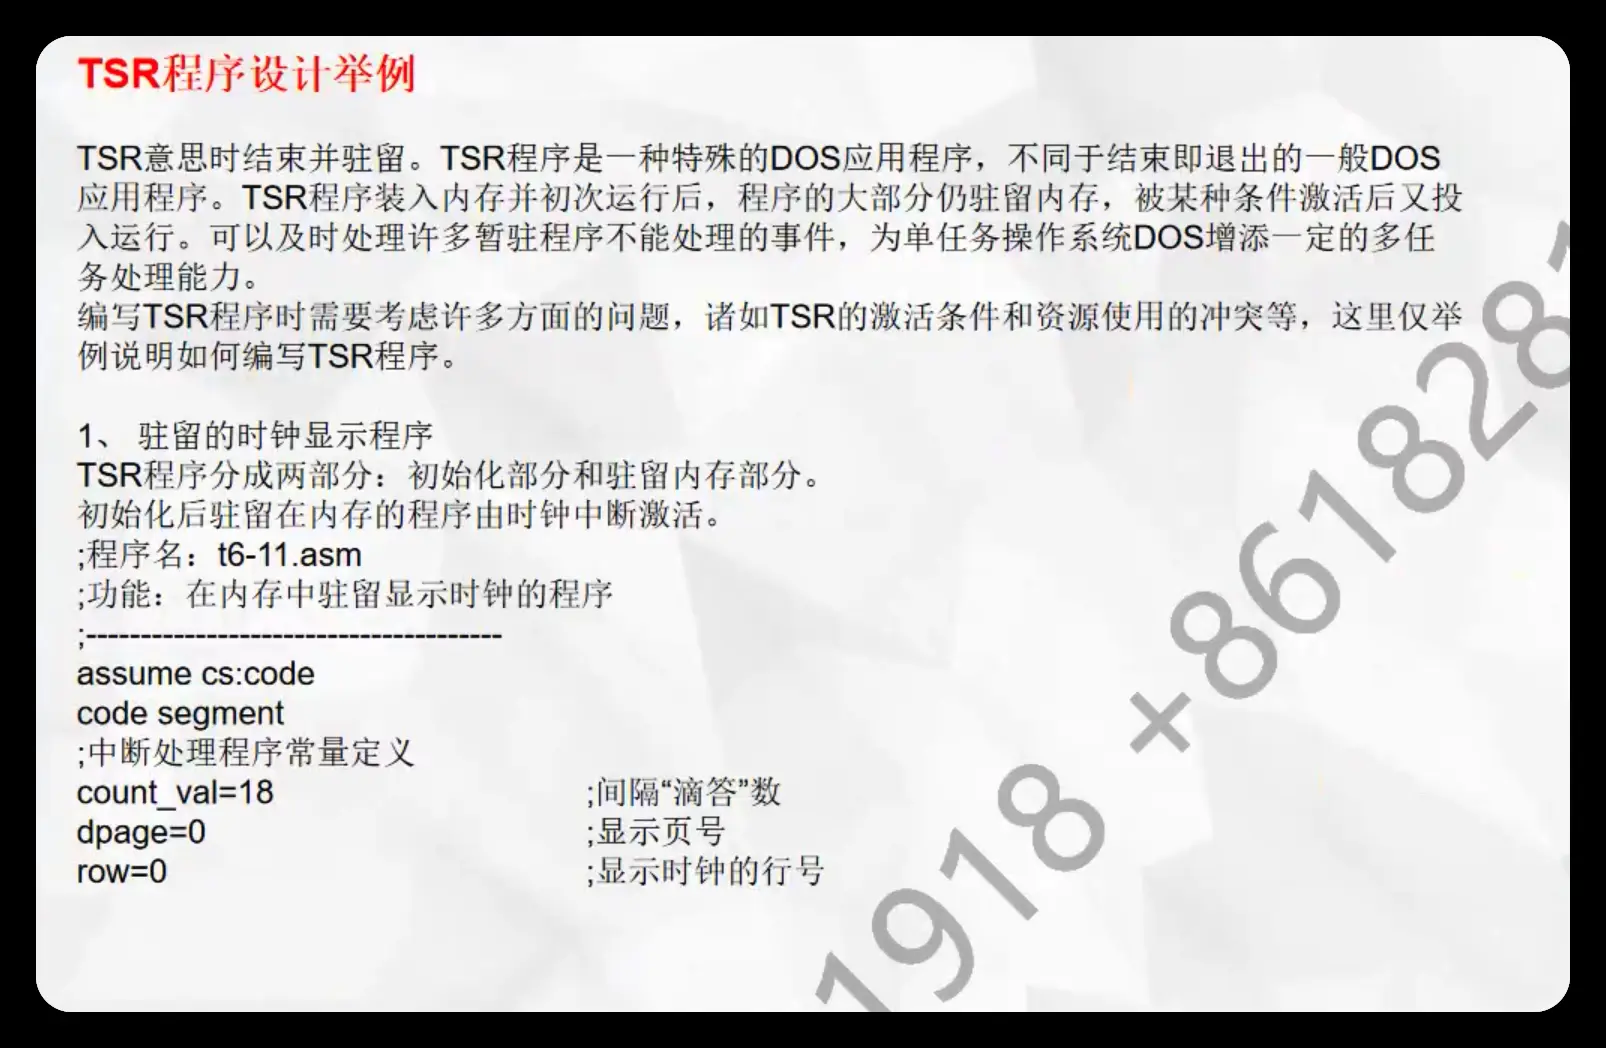 TSR程序设计举例
TSR意思时结束并驻留。TSR程序是一种特殊的DOS应用程序，不同于结束即退出的一般DOS
应用程序。TSR程序装入内存并初次运行后，程序的大部分仍驻留内存，被某种条件激活后又投
入运行。可以及时处理许多暂驻程序不能处理的事件，为单任务操作系统DOS增添一定的多任
务处理能力。
编写TSR程序时需要考虑许多方面的问题，诸如TSR的激活条件和资源使用的冲突等，这里仅举
例说明如何编写TSR程序。
1、 驻留的时钟显示程序
TSR程序分成两部分：初始化部分和驻留内存部分。
初始化后驻留在内存的程序由时钟中断激活。
;程序名：t6-11.asm
;功能：在内存中驻留显示时钟的程序
;--------------------------------------
assume cs:code
code segment
;中断处理程序常量定义
count_val=18 ;间隔“滴答”数
dpage=0 ;显示页号
row=0 ;显示时钟的行号
1918 +861828